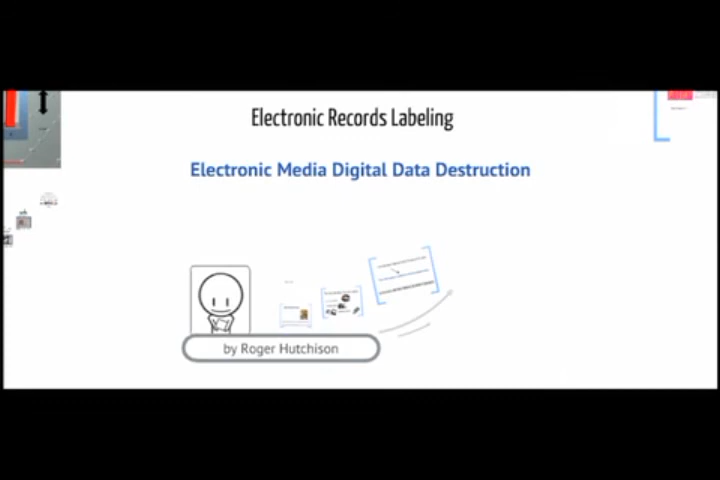 Electronic Records Labeling
Electronic Media Digital Data Destruction
by Roger Hutchison